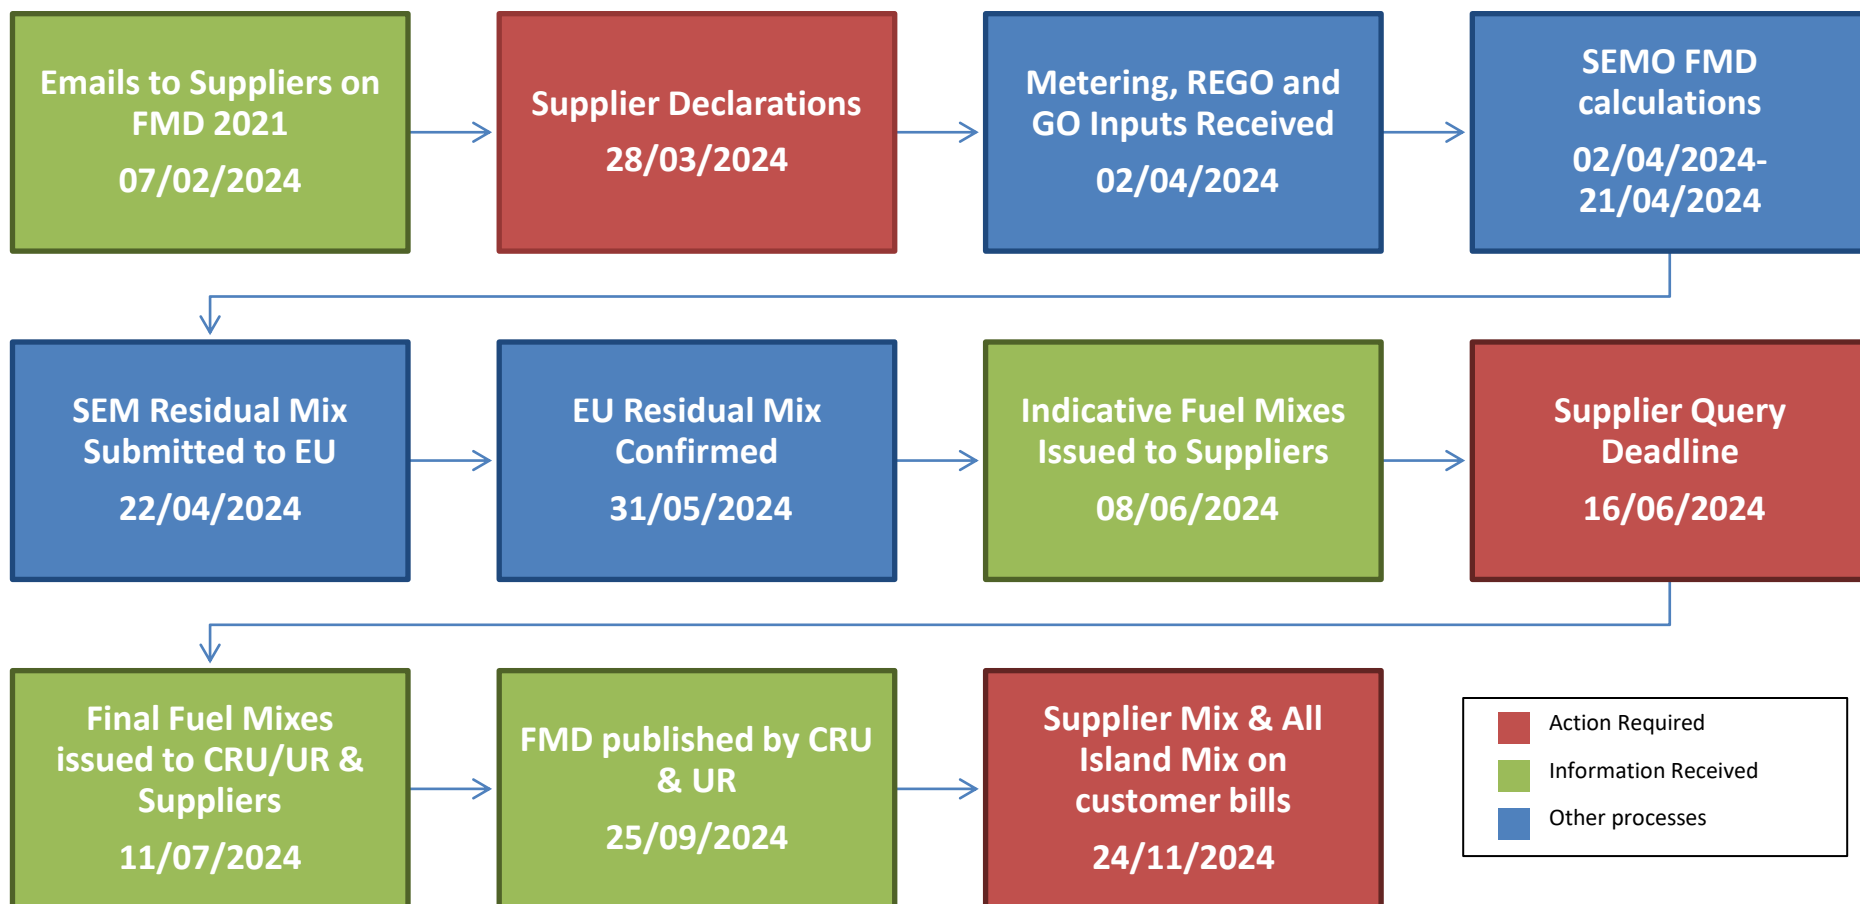 Emails to Suppliers on
FMD 2021
07/02/2024
Supplier Declarations
28/03/2024
Metering, REGO and
GO Inputs Received
02/04/2024
SEMO FMD
calculations
02/04/2024-
21/04/2024
SEM Residual Mix
Submitted to EU
22/04/2024
EU Residual Mix
Confirmed
31/05/2024
Indicative Fuel Mixes
Issued to Suppliers
08/06/2024
Supplier Query
Deadline
16/06/2024
Final Fuel Mixes
issued to CRU/UR &
Suppliers
11/07/2024
FMD published by CRU
& UR
25/09/2024
Supplier Mix & All
Island Mix on
customer bills
24/11/2024
Action Required
Information Received
Other processes